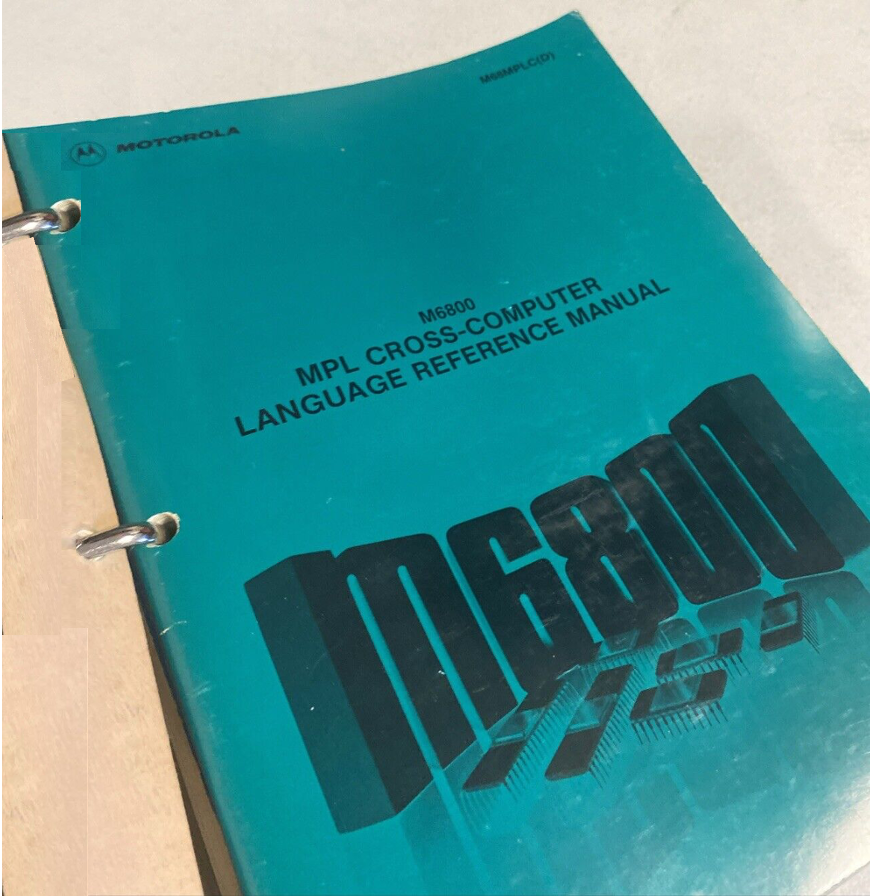 M68MPLC(D)
MOTOROLA
M6800
MPL CROSS-COMPUTER
LANGUAGE REFERENCE MANUAL
M6800